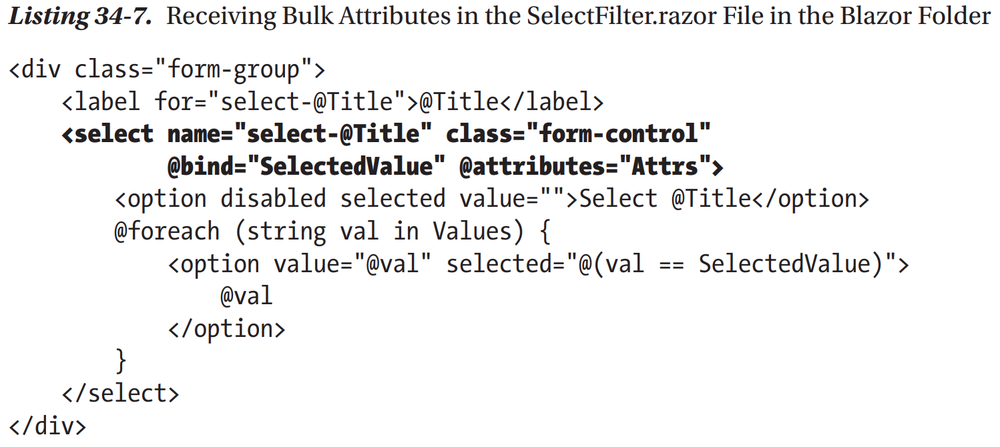 Listing 34-7. Receiving Bulk Attributes in the SelectFilter.razor File in the Blazor Folder
<div class="form-group">
    <label for="select-@Title">@Title</label>
    <select name="select-@Title" class="form-control"
            @bind="SelectedValue" @attributes="Attrs">
        <option disabled selected value="">Select @Title</option>
        @foreach (string val in Values) {
            <option value="@val" selected="@(val == SelectedValue)">
                @val
            </option>
        }
    </select>
</div>